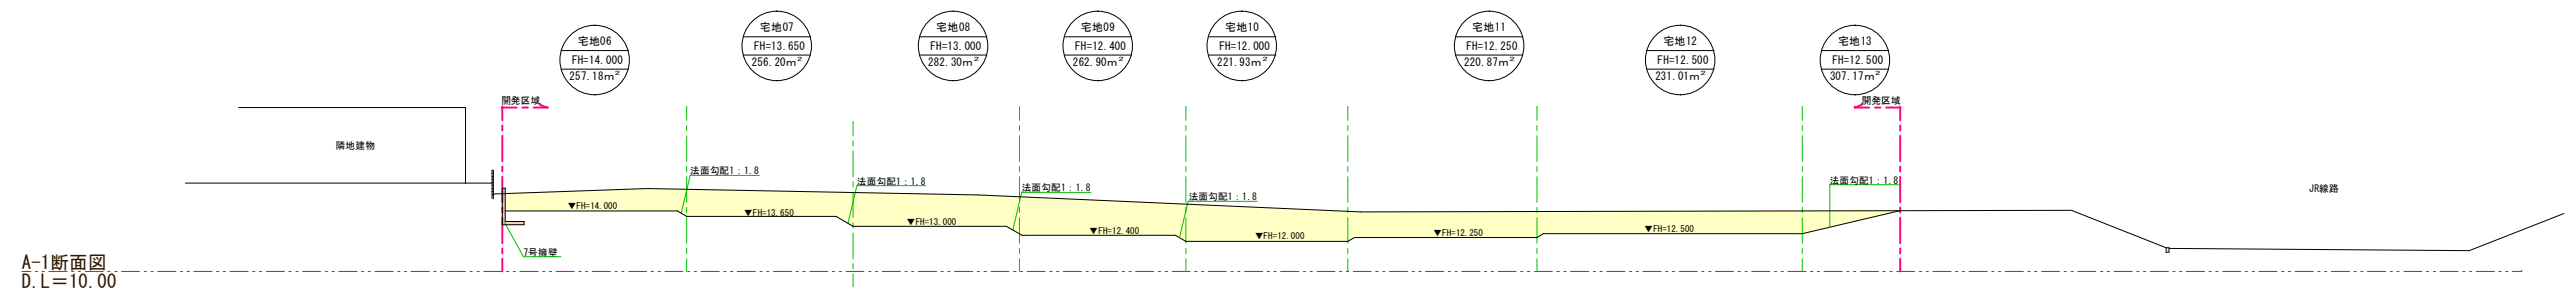 宅地06
FH=14.000
257.18m²
宅地07
FH=13.650
256.20m²
宅地08
FH=13.000
282.30m²
宅地09
FH=12.400
262.90m²
宅地10
FH=12.000
221.93m²
宅地11
FH=12.250
220.87m²
宅地12
FH=12.500
231.01m²
宅地13
FH=12.500
307.17m²
開発区域
開発区域
隣地建物
法面勾配1:1.8
法面勾配1:1.8
法面勾配1:1.8
法面勾配1:1.8
法面勾配1:1.8
JR線路
▼FH=14.000
▼FH=13.650
▼FH=13.000
▼FH=12.400
▼FH=12.000
▼FH=12.250
▼FH=12.500
7号擁壁
A-1断面図
D.L=10.00